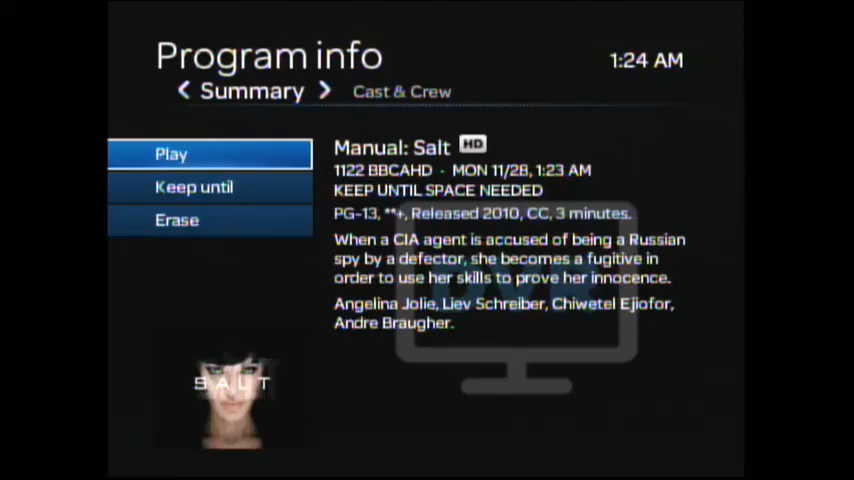 Program info
1:24 AM
Summary
Cast & Crew
Play
Keep until
Erase
Manual: Salt HD
1122 BBCAHD · MON 11/28, 1:23 AM
KEEP UNTIL SPACE NEEDED
PG-13, **+, Released 2010, CC, 3 minutes.
When a CIA agent is accused of being a Russian
spy by a defector, she becomes a fugitive in
order to use her skills to prove her innocence.
Angelina Jolie, Liev Schreiber, Chiwetel Ejiofor,
Andre Braugher.
SALT